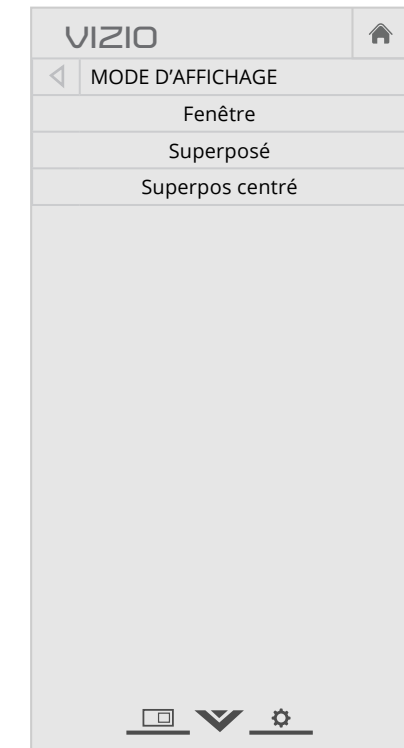 VIZIO
MODE D'AFFICHAGE
Fenêtre
Superposé
Superpos centré